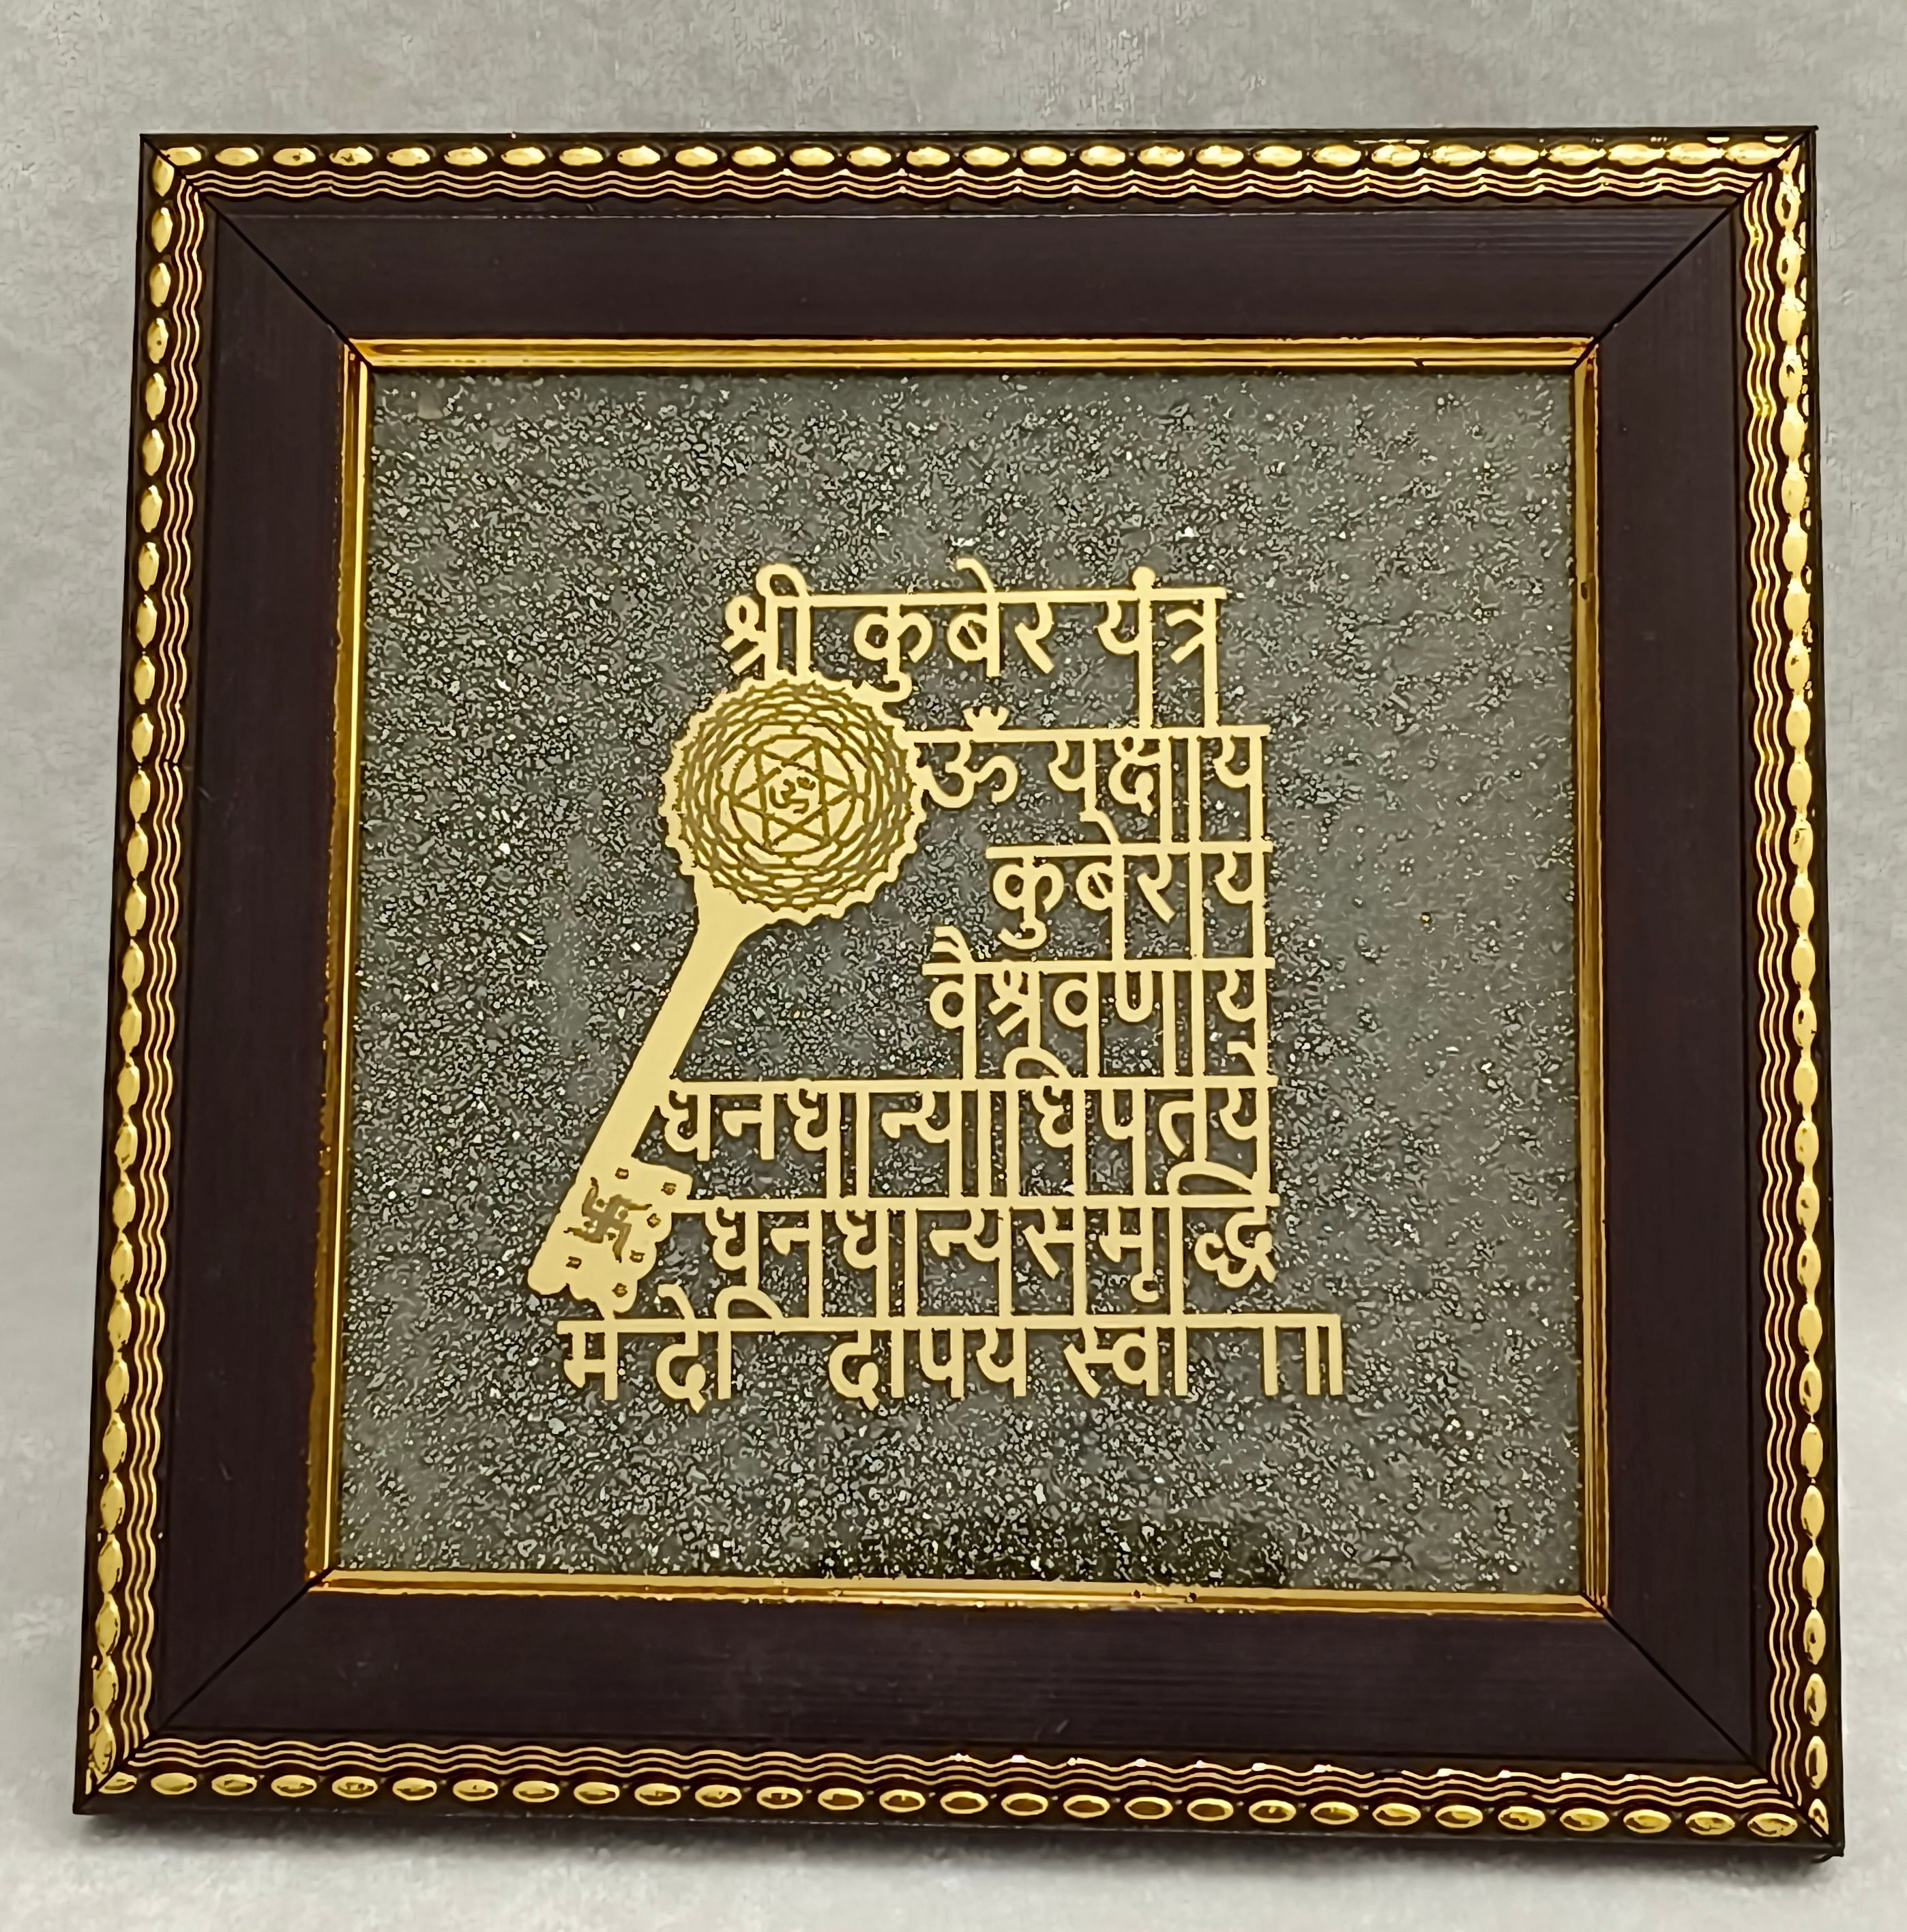 श्री कुबेर यंत्र
ऊँ यक्षाय
कुबेराय
वैश्रवणाय
धनधान्याधिपतये
धनधान्यसमृद्धि
मे देि दापय स्वा ा॥